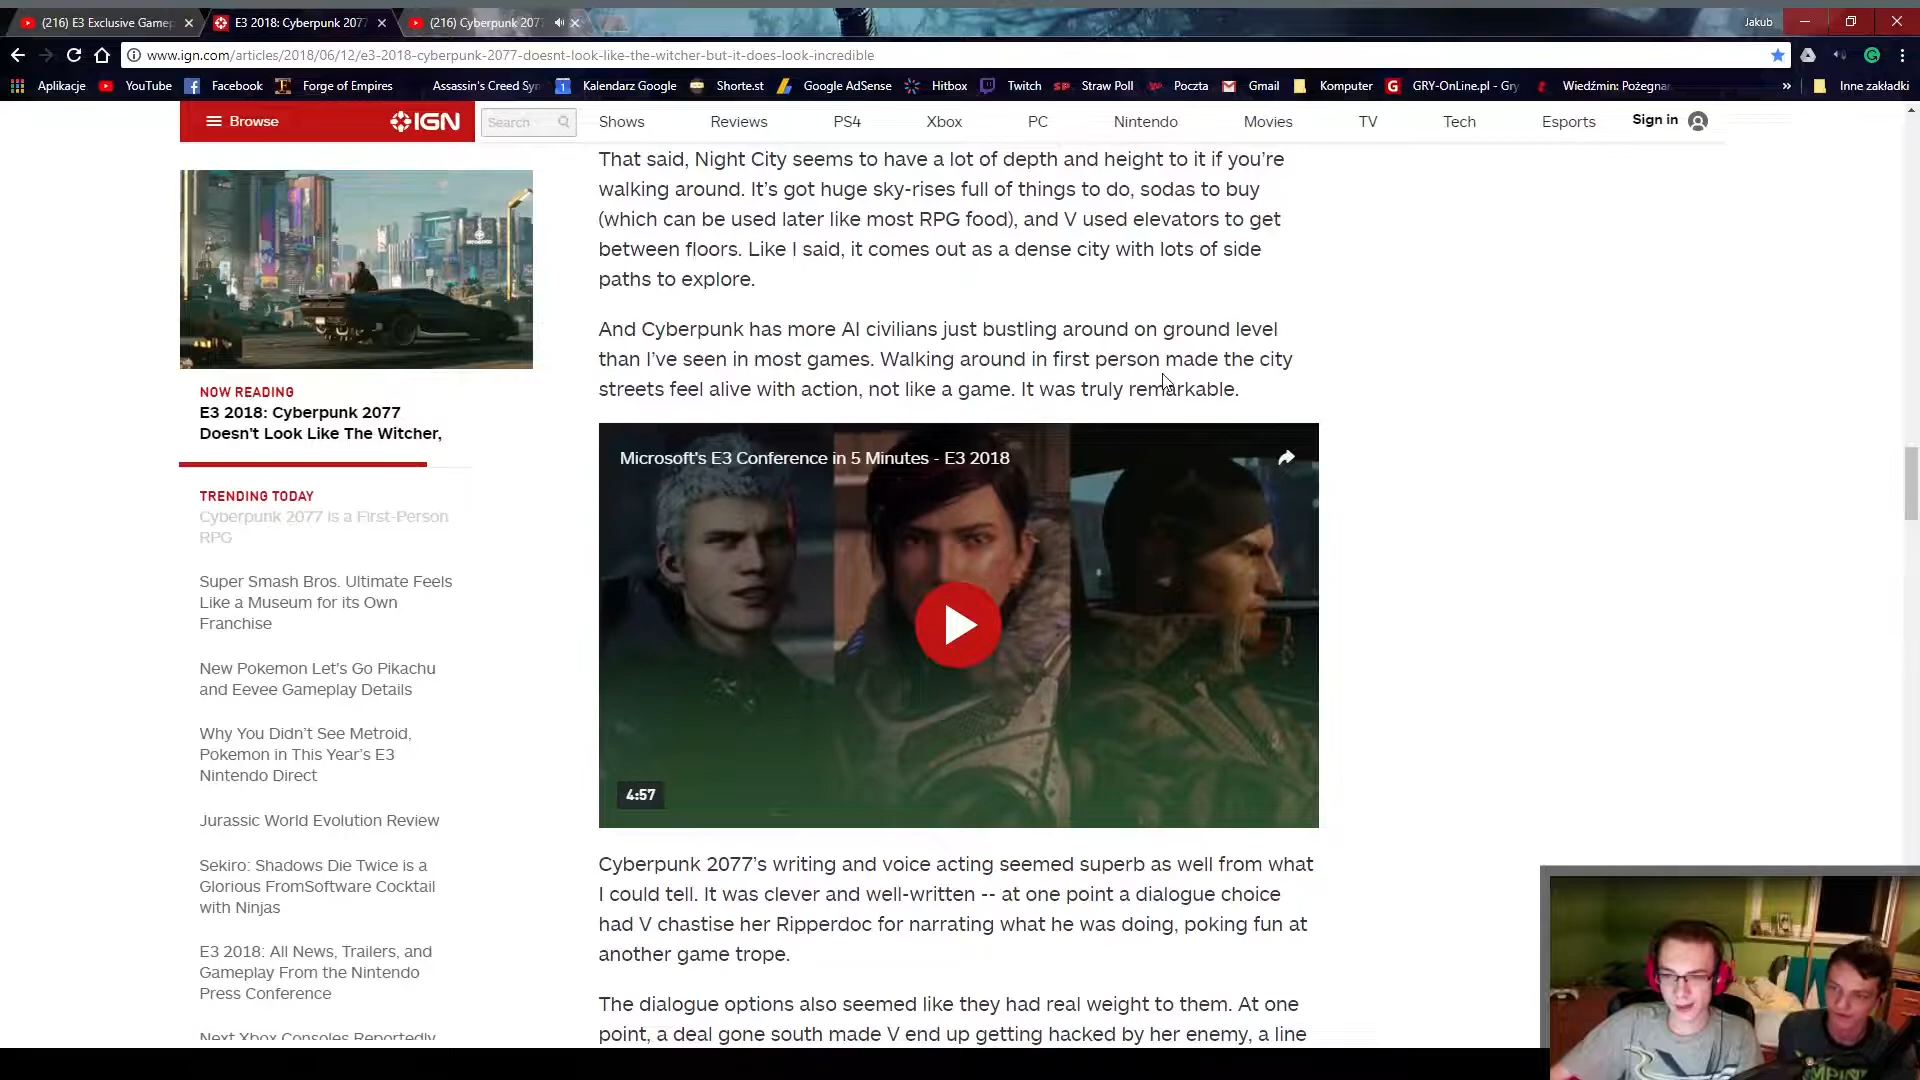 (216) E3 Exclusive Gamep
E3 2018: Cyberpunk 2077
(216) Cyberpunk 207
Jakub
www.ign.com/articles/2018/06/12/e3-2018-cyberpunk-2077-doesnt-look-like-the-witcher-but-it-does-look-incredible
Aplikacje
YouTube
Facebook
Forge of Empires
Assassin's Creed Syn
Kalendarz Google
Shorte.st
Google AdSense
Hitbox
Twitch
Straw Poll
Poczta
Gmail
Komputer
GRY-OnLine.pl - Gry
Wiedźmin: Pożegna
»
Inne zakładki
Browse
IGN
Search
Shows
Reviews
PS4
Xbox
PC
Nintendo
Movies
TV
Tech
Esports
Sign in
NOW READING
E3 2018: Cyberpunk 2077
Doesn't Look Like The Witcher,
TRENDING TODAY
Cyberpunk 2077 is a First-Person
RPG
Super Smash Bros. Ultimate Feels
Like a Museum for its Own
Franchise
New Pokemon Let's Go Pikachu
and Eevee Gameplay Details
Why You Didn't See Metroid,
Pokemon in This Year's E3
Nintendo Direct
Jurassic World Evolution Review
Sekiro: Shadows Die Twice is a
Glorious FromSoftware Cocktail
with Ninjas
E3 2018: All News, Trailers, and
Gameplay From the Nintendo
Press Conference
Next Xbox Consoles Reportedly
That said, Night City seems to have a lot of depth and height to it if you're
walking around. It's got huge sky-rises full of things to do, sodas to buy
(which can be used later like most RPG food), and V used elevators to get
between floors. Like I said, it comes out as a dense city with lots of side
paths to explore.
And Cyberpunk has more AI civilians just bustling around on ground level
than I've seen in most games. Walking around in first person made the city
streets feel alive with action, not like a game. It was truly remarkable.
Microsoft's E3 Conference in 5 Minutes - E3 2018
4:57
Cyberpunk 2077's writing and voice acting seemed superb as well from what
I could tell. It was clever and well-written -- at one point a dialogue choice
had V chastise her Ripperdoc for narrating what he was doing, poking fun at
another game trope.
The dialogue options also seemed like they had real weight to them. At one
point, a deal gone south made V end up getting hacked by her enemy, a line